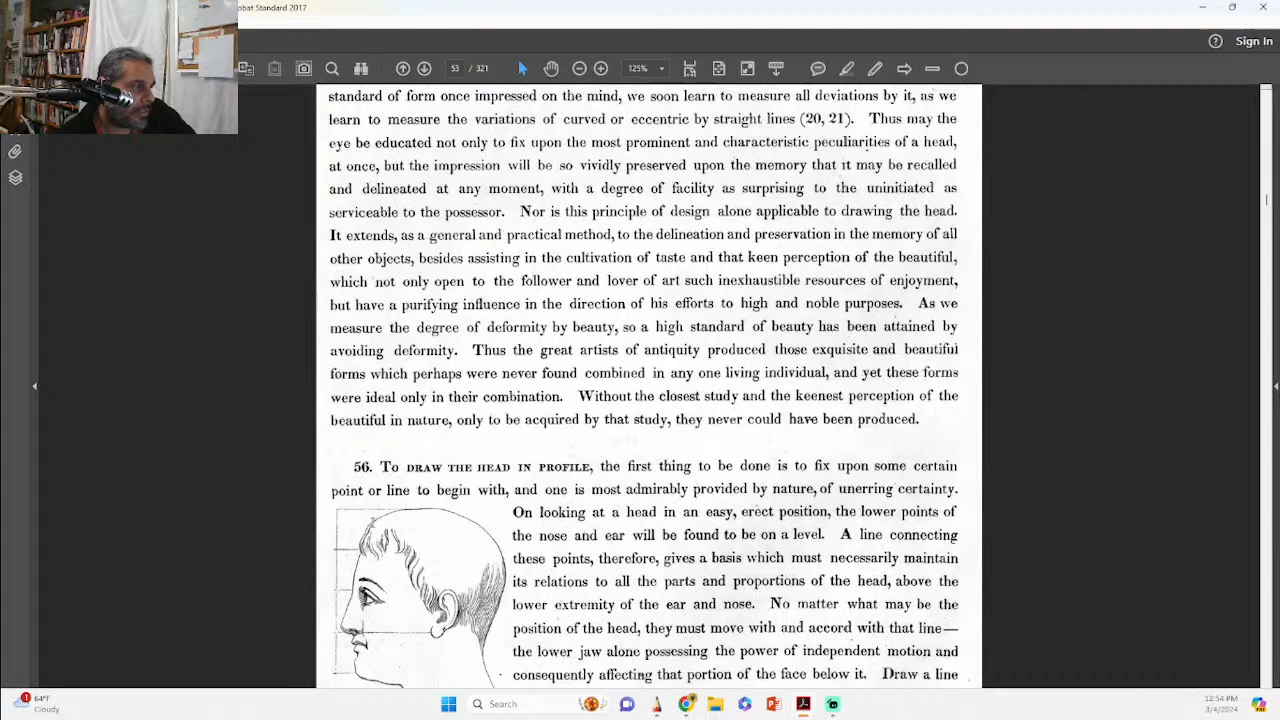 obat Standard 2017
Sign In
53 / 321
125%
standard of form once impressed on the mind, we soon learn to measure all deviations by it, as we
learn to measure the variations of curved or eccentric by straight lines (20, 21). Thus may the
eye be educated not only to fix upon the most prominent and characteristic peculiarities of a head,
at once, but the impression will be so vividly preserved upon the memory that it may be recalled
and delineated at any moment, with a degree of facility as surprising to the uninitiated as
serviceable to the possessor. Nor is this principle of design alone applicable to drawing the head.
It extends, as a general and practical method, to the delineation and preservation in the memory of all
other objects, besides assisting in the cultivation of taste and that keen perception of the beautiful,
which not only open to the follower and lover of art such inexhaustible resources of enjoyment,
but have a purifying influence in the direction of his efforts to high and noble purposes. As we
measure the degree of deformity by beauty, so a high standard of beauty has been attained by
avoiding deformity. Thus the great artists of antiquity produced those exquisite and beautiful
forms which perhaps were never found combined in any one living individual, and yet these forms
were ideal only in their combination. Without the closest study and the keenest perception of the
beautiful in nature, only to be acquired by that study, they never could have been produced.
56. TO DRAW THE HEAD IN PROFILE, the first thing to be done is to fix upon some certain
point or line to begin with, and one is most admirably provided by nature, of unerring certainty.
On looking at a head in an easy, erect position, the lower points of
the nose and ear will be found to be on a level. A line connecting
these points, therefore, gives a basis which must necessarily maintain
its relations to all the parts and proportions of the head, above the
lower extremity of the ear and nose. No matter what may be the
position of the head, they must move with and accord with that line—
the lower jaw alone possessing the power of independent motion and
consequently affecting that portion of the face below it. Draw a line
1
64°F
Cloudy
Search
12:54 PM
3/4/2024